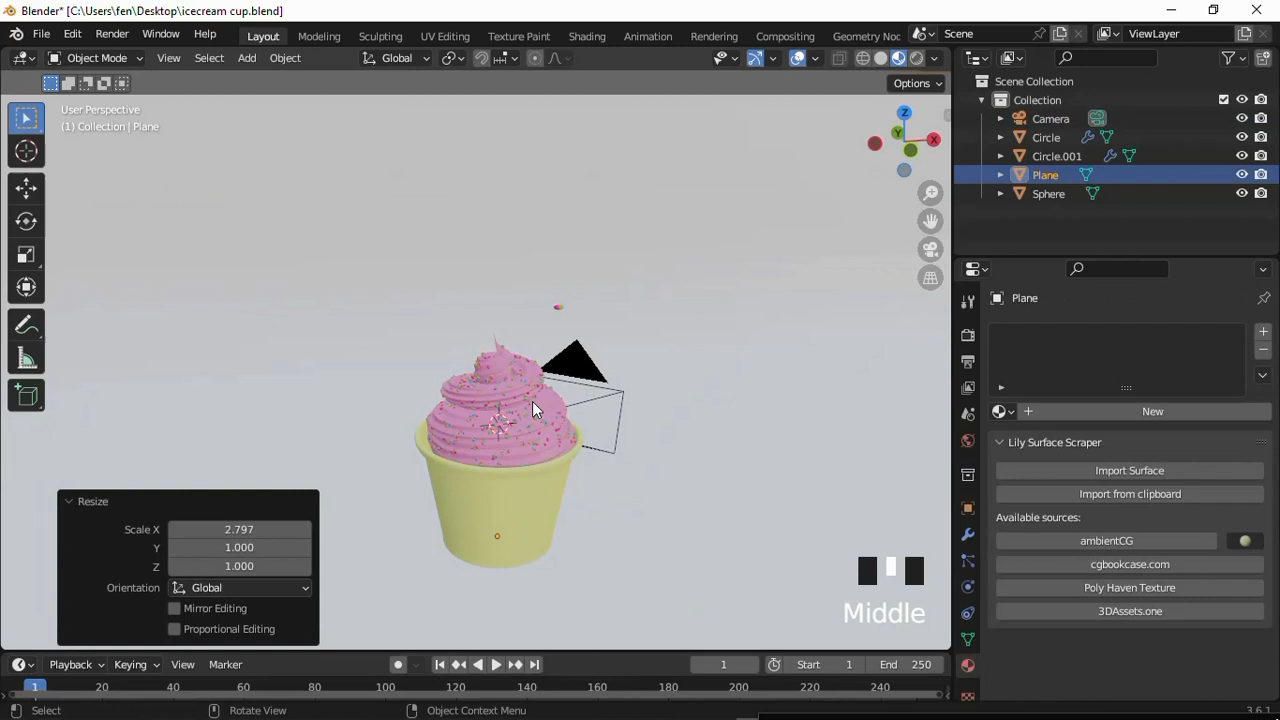 Blender* [C:\Users\fen\Desktop\icecream cup.blend]
File Edit Render Window Help Layout Modeling Sculpting UV Editing Texture Paint Shading Animation Rendering Compositing Geometry Noc Scene ViewLayer
Object Mode View Select Add Object Global
Options
User Perspective
(1) Collection | Plane
Z
Y
X
Scene Collection
Collection
Camera
Circle
Circle.001
Plane
Sphere
Plane
New
Lily Surface Scraper
Import Surface
Import from clipboard
Available sources:
ambientCG
cgbookcase.com
Poly Haven Texture
3DAssets.one
Resize
Scale X 2.797
Y 1.000
Z 1.000
Orientation Global
Mirror Editing
Proportional Editing
Middle
Playback Keying View Marker 1 Start 1 End 250
1 20 40 60 80 100 120 140 160 180 200 220 240
Select Rotate View Object Context Menu 3.6.1